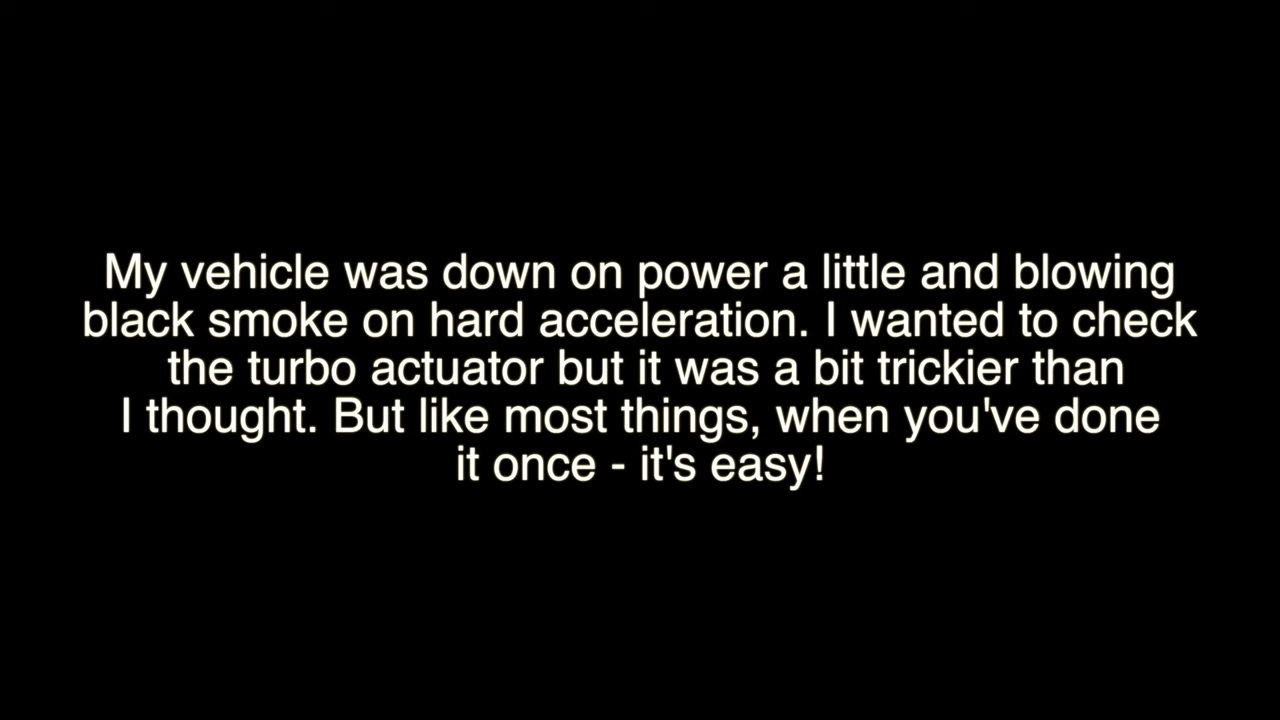 My vehicle was down on power a little and blowing
black smoke on hard acceleration. I wanted to check
the turbo actuator but it was a bit trickier than
I thought. But like most things, when you've done
it once - it's easy!